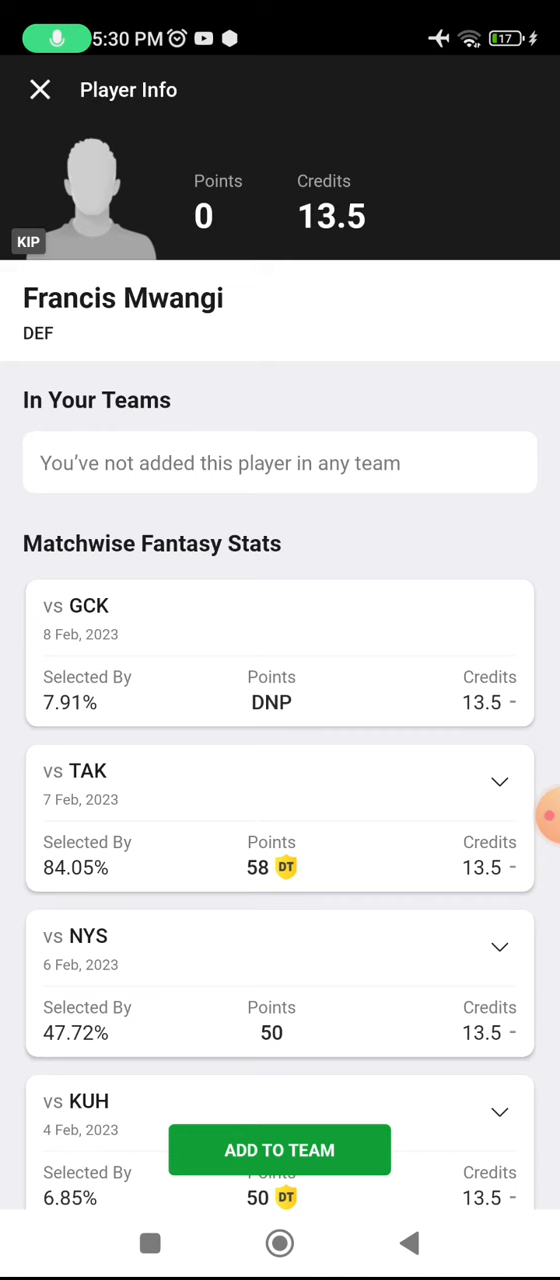 5:30 PM
17
Player Info
Points
Credits
0
13.5
KIP
Francis Mwangi
DEF
In Your Teams
You've not added this player in any team
Matchwise Fantasy Stats
vs GCK
8 Feb, 2023
Selected By Points Credits
7.91% DNP 13.5 -
vs TAK
7 Feb, 2023
Selected By Points Credits
84.05% 58 DT 13.5 -
vs NYS
6 Feb, 2023
Selected By Points Credits
47.72% 50 13.5 -
vs KUH
4 Feb, 2023
ADD TO TEAM
Selected By Points Credits
6.85% 50 DT 13.5 -